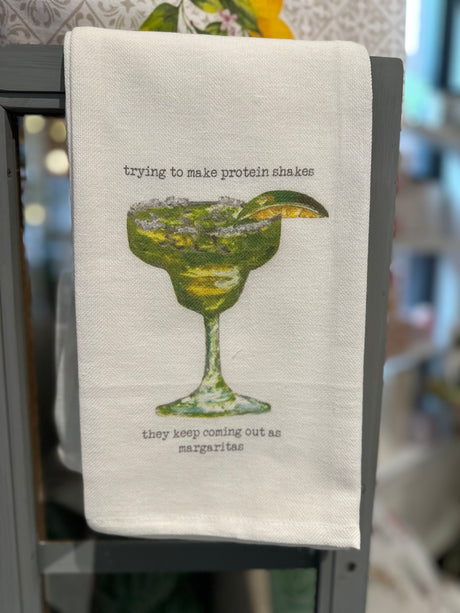 trying to make protein shakes
they keep coming out as
margaritas